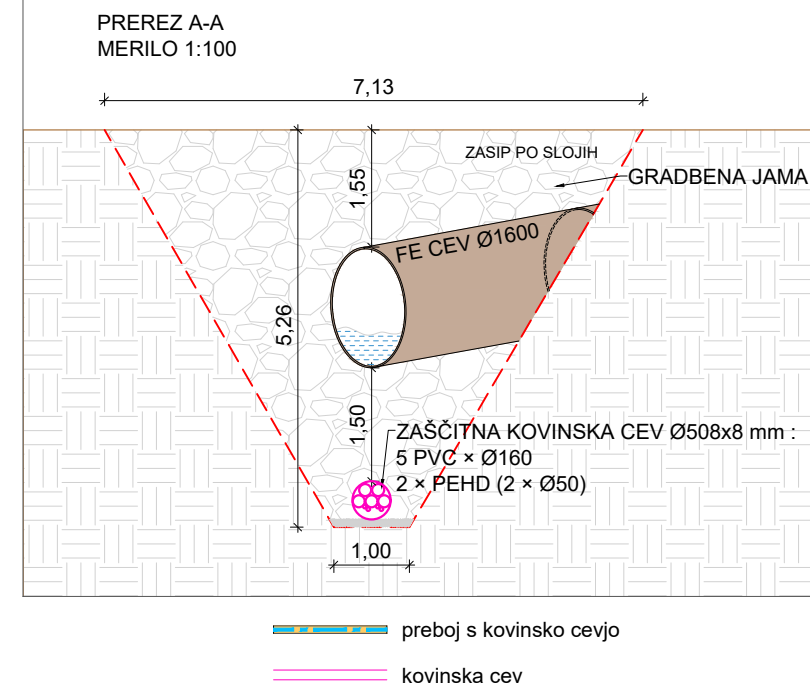 PREREZ A-A
MERILO 1:100
7,13
ZASIP PO SLOJIH
GRADBENA JAMA
1,55
FE CEV Ø1600
5,26
1,50
ZAŠČITNA KOVINSKA CEV Ø508x8 mm :
5 PVC × Ø160
2 × PEHD (2 × Ø50)
1,00
preboj s kovinsko cevjo
kovinska cev